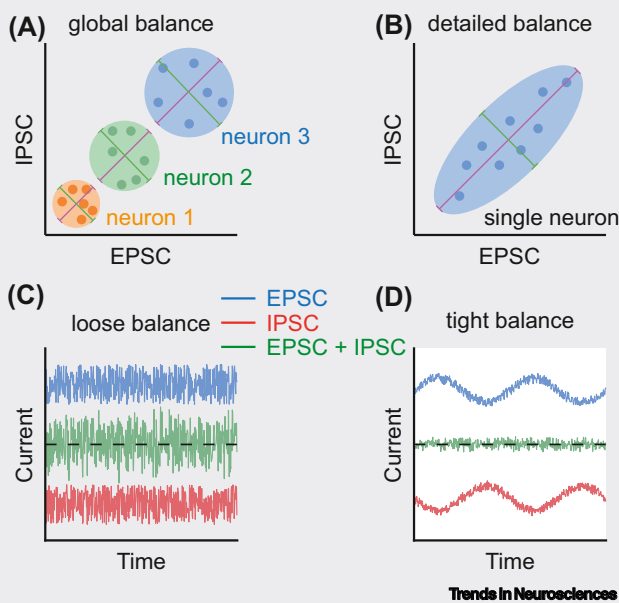 (A) global balance
IPSC
neuron 3
neuron 2
neuron 1
EPSC
(B) detailed balance
IPSC
single neuron
EPSC
(C)
loose balance
EPSC
IPSC
EPSC + IPSC
Current
Time
(D)
tight balance
Current
Time
Trends in Neurosciences